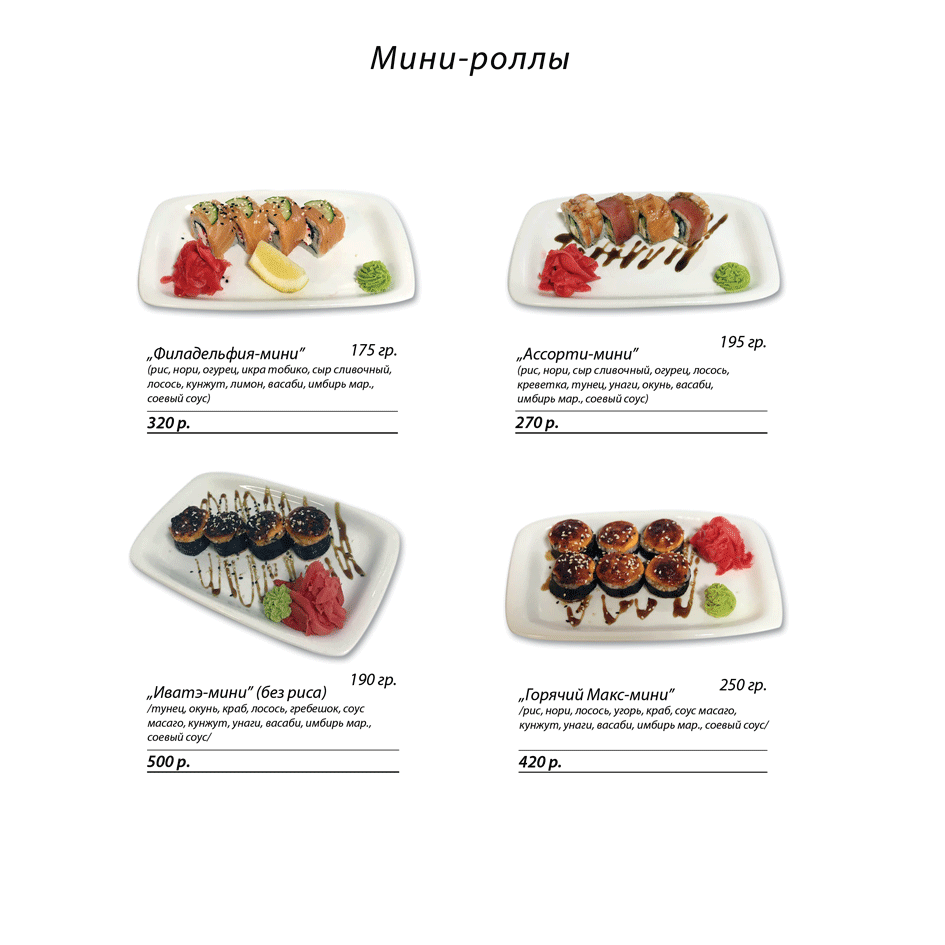 Мини-роллы
„Филадельфия-мини” 175 гр.
(рис, нори, огурец, икра тобико, сыр сливочный,
лосось, кунжут, лимон, васаби, имбирь мар.,
соевый соус)
320 р.
„Ассорти-мини” 195 гр.
(рис, нори, сыр сливочный, огурец, лосось,
креветка, тунец, унаги, окунь, васаби,
имбирь мар., соевый соус)
270 р.
„Иватэ-мини” (без риса) 190 гр.
/тунец, окунь, краб, лосось, гребешок, соус
масаго, кунжут, унаги, васаби, имбирь мар.,
соевый соус/
500 р.
„Горячий Макс-мини” 250 гр.
/рис, нори, лосось, угорь, краб, соус масаго,
кунжут, унаги, васаби, имбирь мар., соевый соус/
420 р.